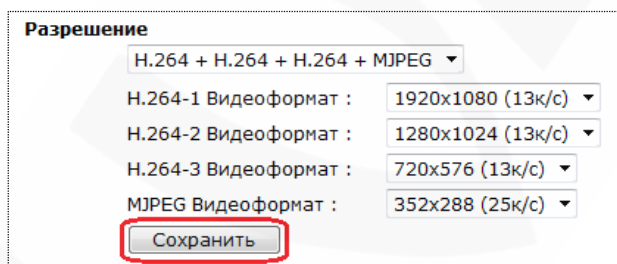 Разрешение
H.264 + H.264 + H.264 + MJPEG
H.264-1 Видеоформат : 1920x1080 (13к/с)
H.264-2 Видеоформат : 1280x1024 (13к/с)
H.264-3 Видеоформат : 720x576 (13к/с)
MJPEG Видеоформат : 352x288 (25к/с)
Сохранить